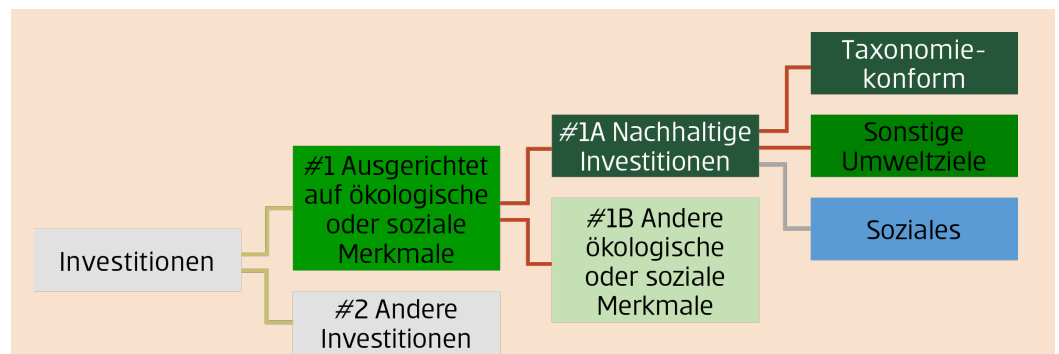 Investitionen
#1 Ausgerichtet
auf ökologische
oder soziale
Merkmale
#2 Andere
Investitionen
#1A Nachhaltige
Investitionen
#1B Andere
ökologische
oder soziale
Merkmale
Taxonomie-
konform
Sonstige
Umweltziele
Soziales